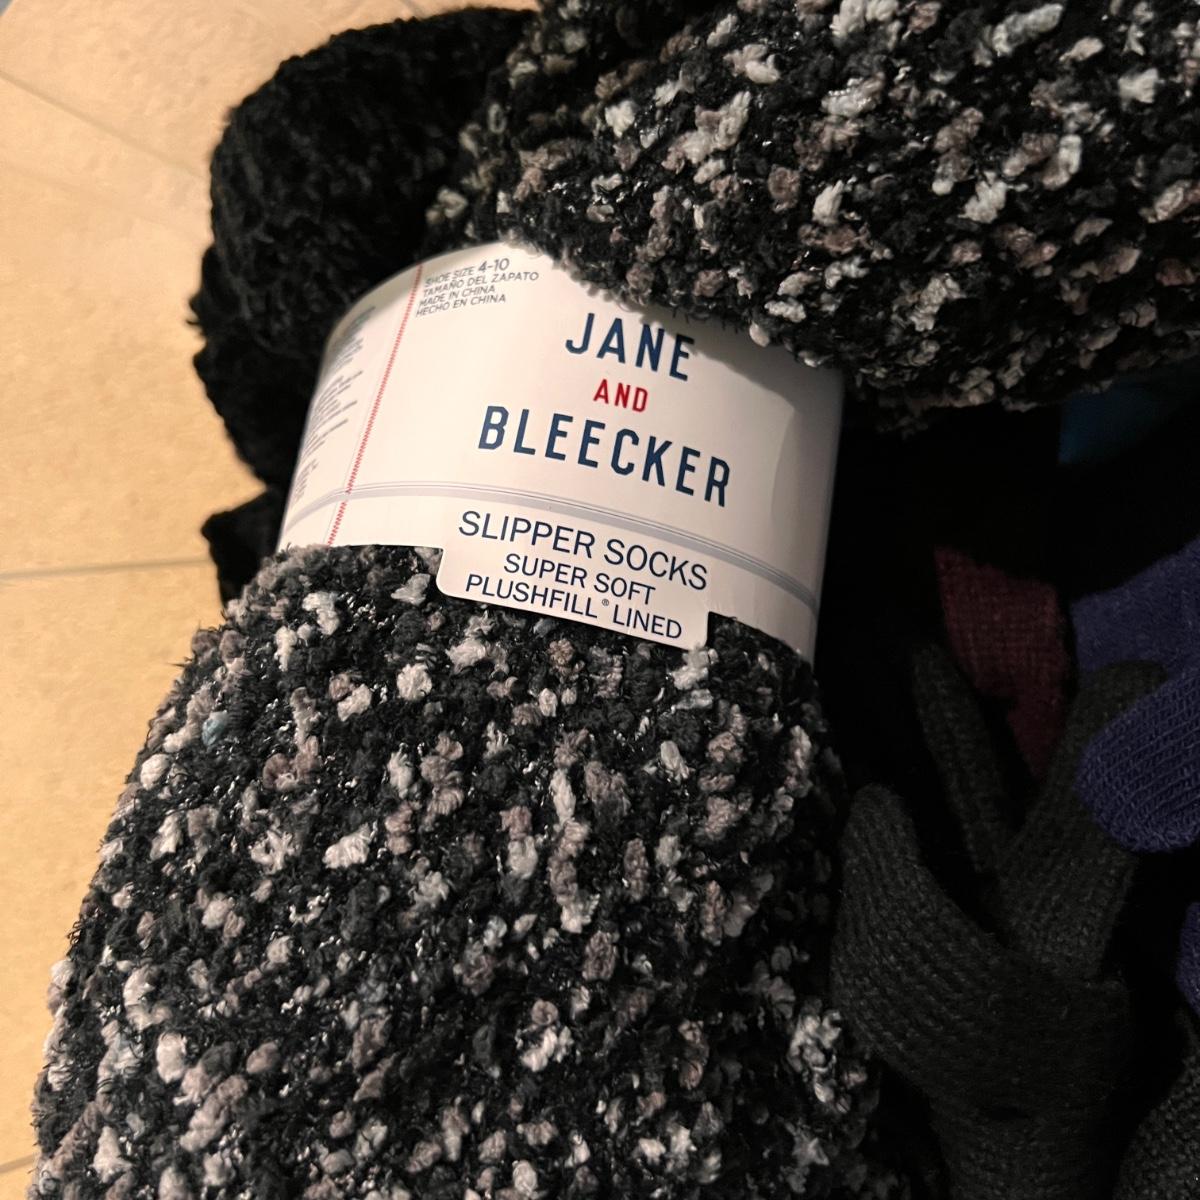 SHOE SIZE 4-10
TAMAÑO DEL ZAPATO
MADE IN CHINA
HECHO EN CHINA
JANE
AND
BLEECKER
SLIPPER SOCKS
SUPER SOFT
PLUSHFILL® LINED